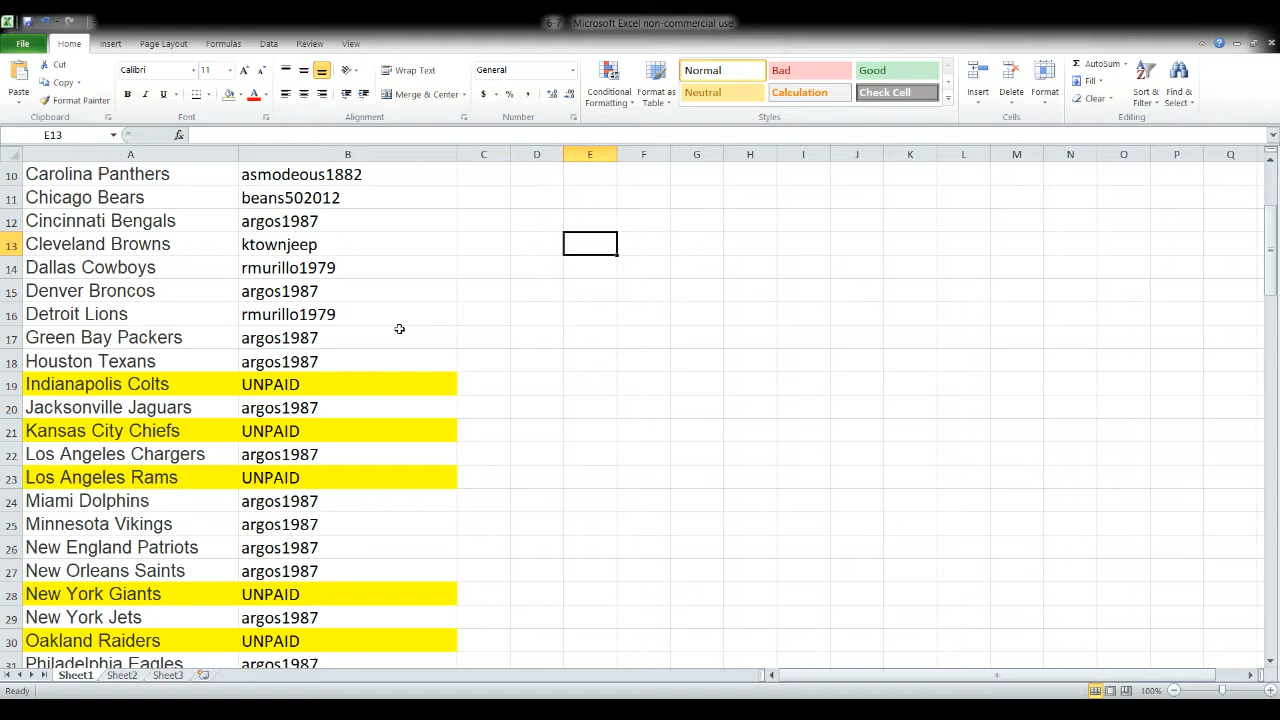 6-7 Microsoft Excel non-commercial use
File Home Insert Page Layout Formulas Data Review View
Paste
Cut
Copy
Format Painter
Clipboard
Calibri 11
B I U
Font
Wrap Text
Merge & Center
Alignment
General
$ % ,
Number
Conditional Formatting
Format as Table
Normal Bad Good
Neutral Calculation Check Cell
Styles
Insert Delete Format
Cells
AutoSum
Fill
Clear
Sort & Filter
Find & Select
Editing
E13 fx
A B C D E F G H I J K L M N O P Q
10 Carolina Panthers asmodeous1882
11 Chicago Bears beans502012
12 Cincinnati Bengals argos1987
13 Cleveland Browns ktownjeep
14 Dallas Cowboys rmurillo1979
15 Denver Broncos argos1987
16 Detroit Lions rmurillo1979
17 Green Bay Packers argos1987
18 Houston Texans argos1987
19 Indianapolis Colts UNPAID
20 Jacksonville Jaguars argos1987
21 Kansas City Chiefs UNPAID
22 Los Angeles Chargers argos1987
23 Los Angeles Rams UNPAID
24 Miami Dolphins argos1987
25 Minnesota Vikings argos1987
26 New England Patriots argos1987
27 New Orleans Saints argos1987
28 New York Giants UNPAID
29 New York Jets argos1987
30 Oakland Raiders UNPAID
31 Philadelphia Eagles argos1987
Sheet1 Sheet2 Sheet3
Ready 100%